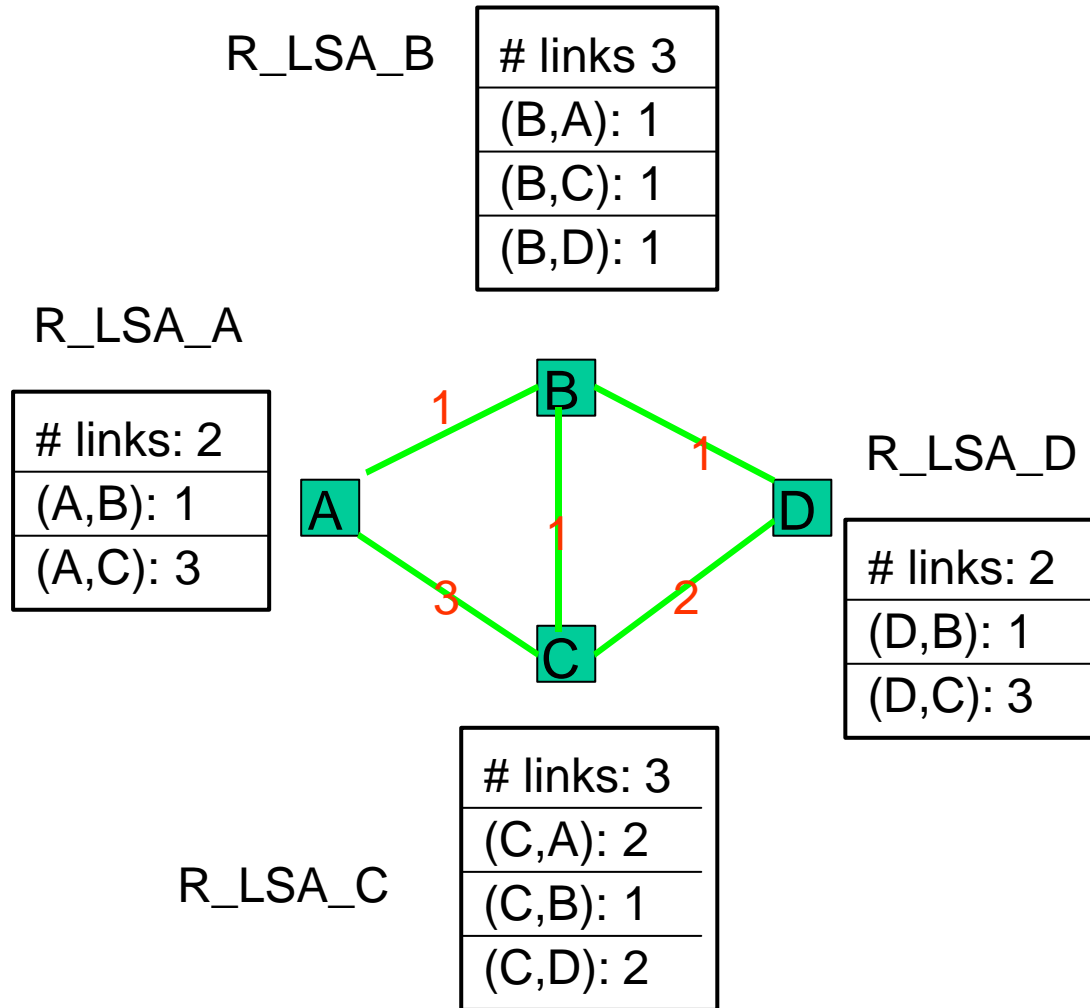 R_LSA_B
# links 3
(B,A): 1
(B,C): 1
(B,D): 1
R_LSA_A
# links: 2
(A,B): 1
(A,C): 3
1
B
1
A
1
D
3
2
C
R_LSA_D
# links: 2
(D,B): 1
(D,C): 3
R_LSA_C
# links: 3
(C,A): 2
(C,B): 1
(C,D): 2